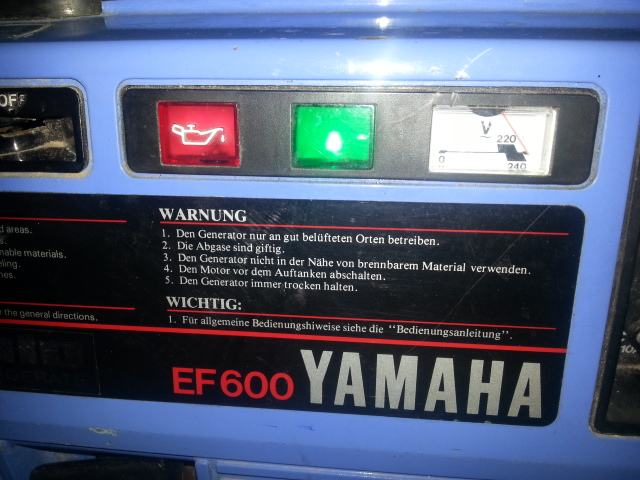 OFF
V
220
0
240
d areas.
s.
nable materials.
eling.
nes.
r the general directions.
WARNUNG
1. Den Generator nur an gut belüfteten Orten betreiben.
2. Die Abgase sind giftig.
3. Den Generator nicht in der Nähe von brennbarem Material verwenden.
4. Den Motor vor dem Auftanken abschalten.
5. Den Generator immer trocken halten.
WICHTIG:
1. Für allgemeine Bedienungshiweise siehe die "Bedienungsanleitung".
EF600 YAMAHA